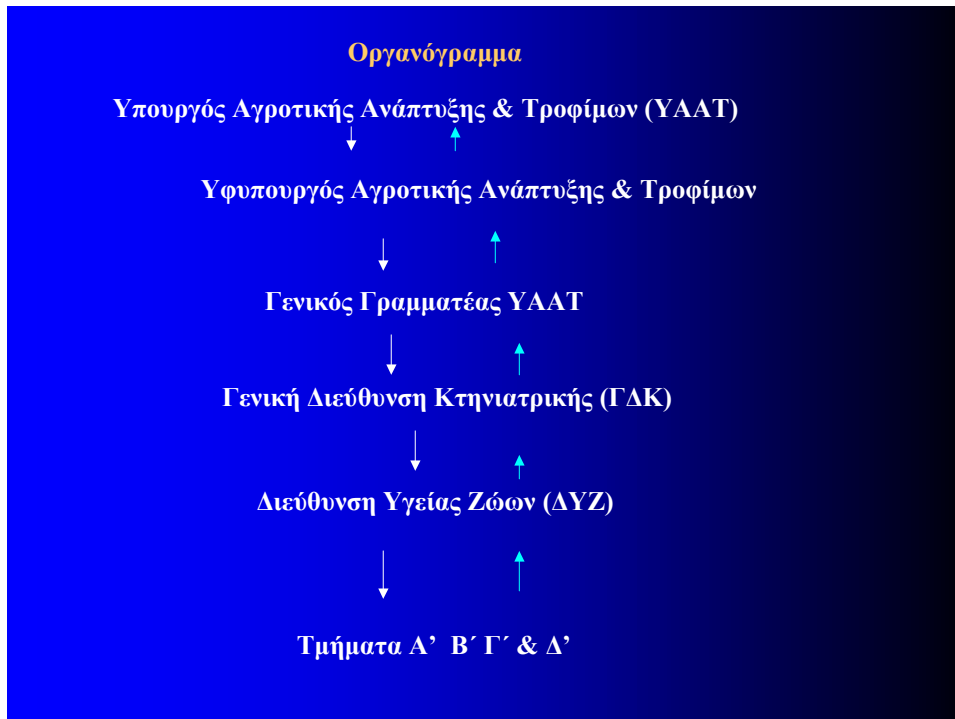 Οργανόγραμμα
Υπουργός Αγροτικής Ανάπτυξης & Τροφίμων (ΥΑΑΤ)
Υφυπουργός Αγροτικής Ανάπτυξης & Τροφίμων
Γενικός Γραμματέας ΥΑΑΤ
Γενική Διεύθυνση Κτηνιατρικής (ΓΔΚ)
Διεύθυνση Υγείας Ζώων (ΔΥΖ)
Τμήματα Α’ Β΄ Γ΄ & Δ’